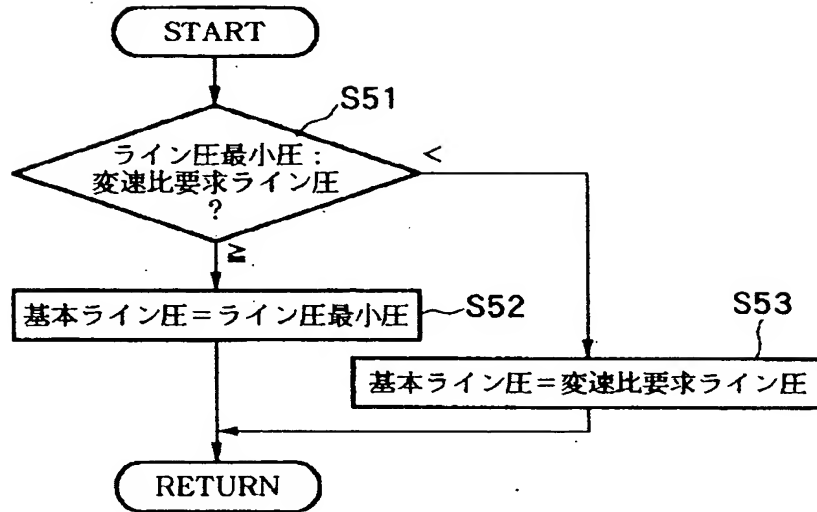 START
S51
ライン圧最小圧：
変速比要求ライン圧
?
<
≧
基本ライン圧＝ライン圧最小圧
S52
S53
基本ライン圧＝変速比要求ライン圧
RETURN